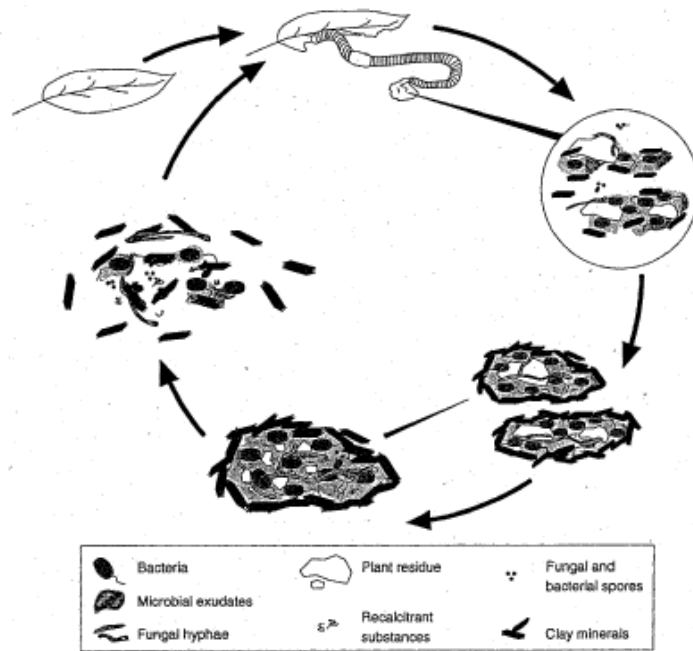 Bacteria
Microbial exudates
Fungal hyphae
Plant residue
Recalcitrant
substances
Fungal and
bacterial spores
Clay minerals